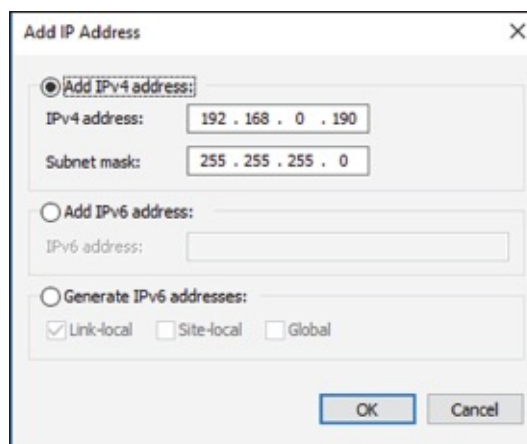 Add IP Address
Add IPv4 address:
IPv4 address: 192 . 168 . 0 . 190
Subnet mask: 255 . 255 . 255 . 0
Add IPv6 address:
IPv6 address:
Generate IPv6 addresses:
Link-local Site-local Global
OK Cancel